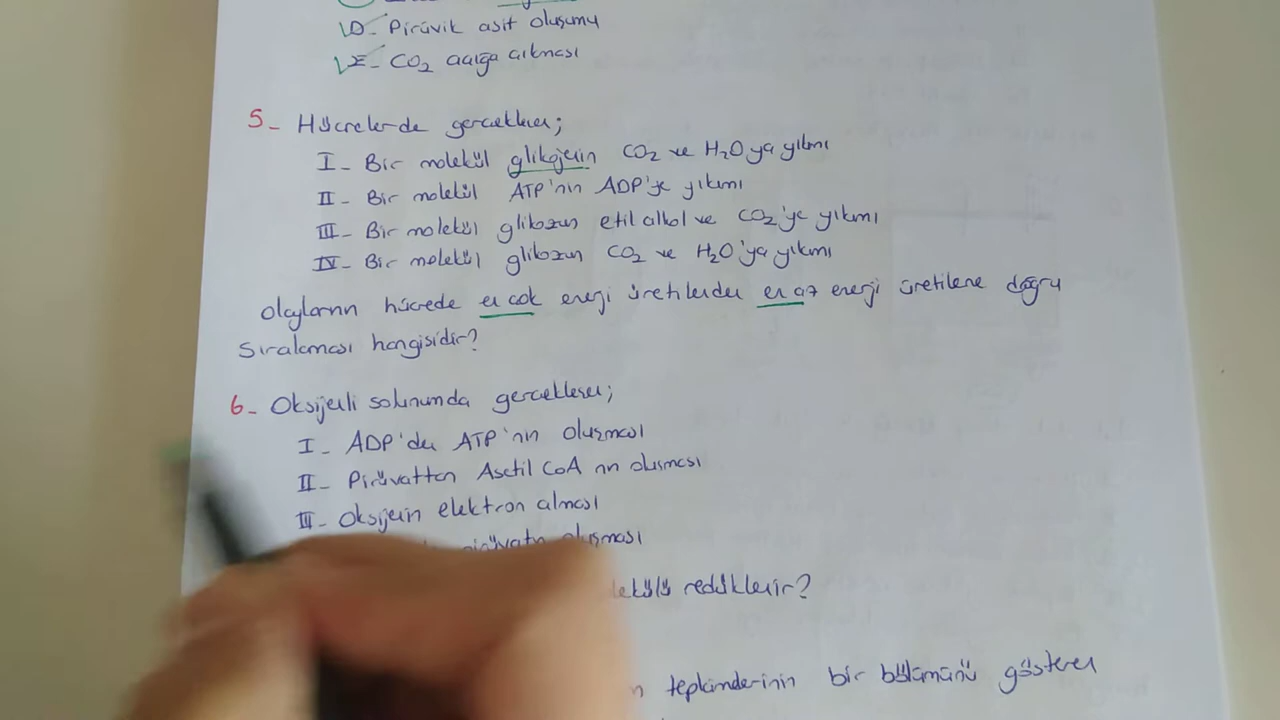 D- Pirüvik asit oluşumu
E- CO₂ açığa çıkması
5- Hücrelerde gerçekleşen;
I- Bir molekül glikojenin CO₂ ve H₂O ya yıkımı
II- Bir molekül ATP'nin ADP'ye yıkımı
III- Bir molekül glikozun etil alkol ve CO₂'ye yıkımı
IV- Bir molekül glikozun CO₂ ve H₂O'ya yıkımı
olayların hücrede en çok enerji üretilenden en az enerji üretilene doğru
sıralaması hangisidir?
6- Oksijenli solunumda gerçekleşen;
I- ADP'den ATP'nin oluşması
II- Pirüvattan Asetil CoA nın oluşması
III- Oksijenin elektron alması
pirüvatın oluşması
redüklenir?
tepkimelerinin bir bölümünü gösteren